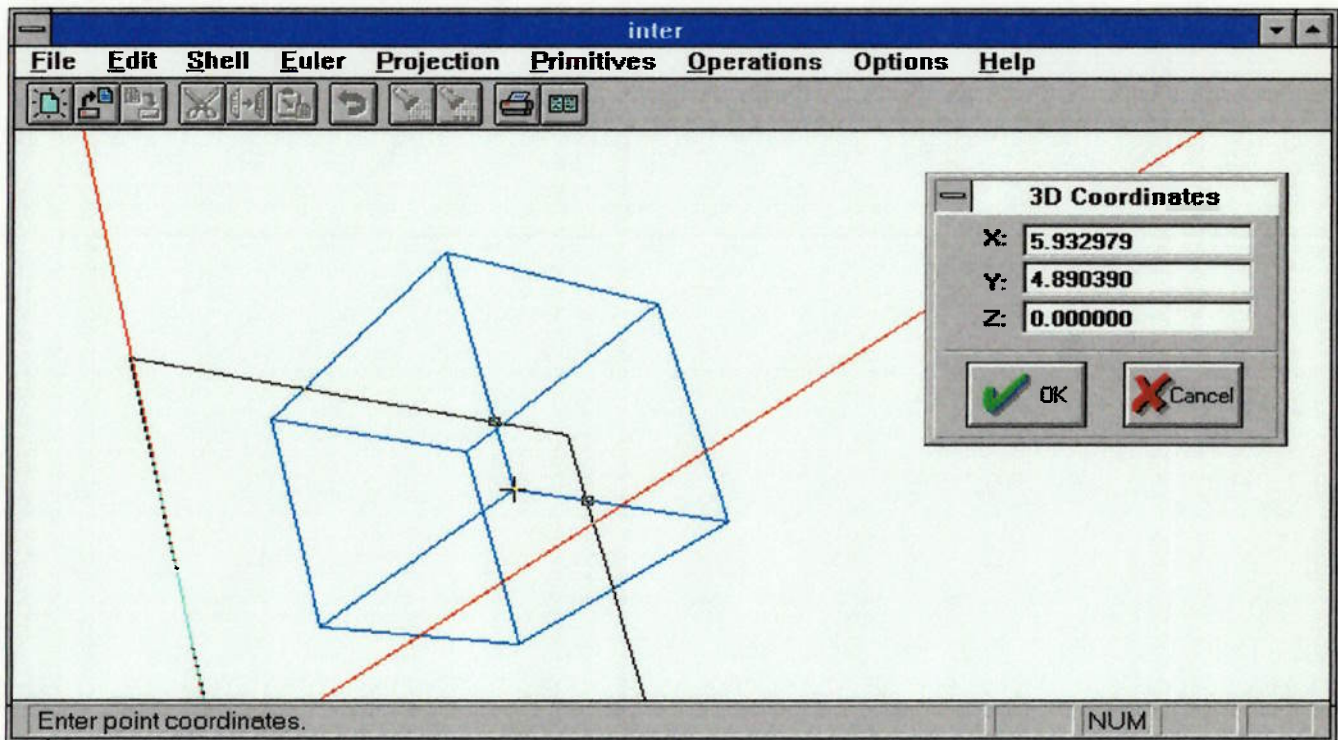 inter
File Edit Shell Euler Projection Primitives Operations Options Help
3D Coordinates
X: 5.932979
Y: 4.890390
Z: 0.000000
OK Cancel
Enter point coordinates. NUM